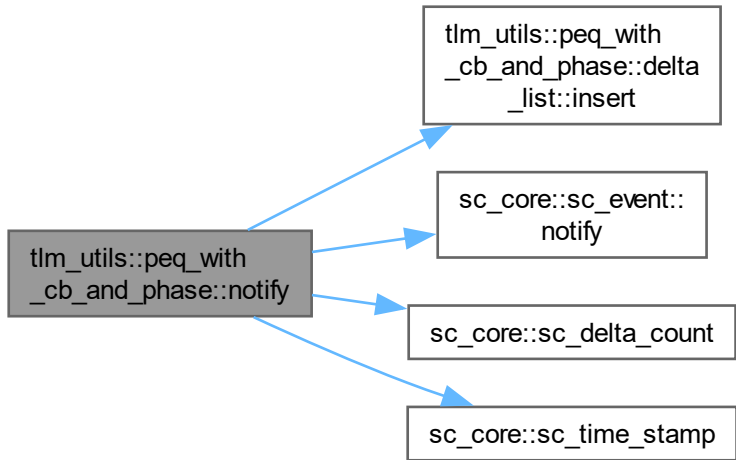 tlm_utils::peq_with
_cb_and_phase::delta
_list::insert
sc_core::sc_event::
notify
tlm_utils::peq_with
_cb_and_phase::notify
sc_core::sc_delta_count
sc_core::sc_time_stamp